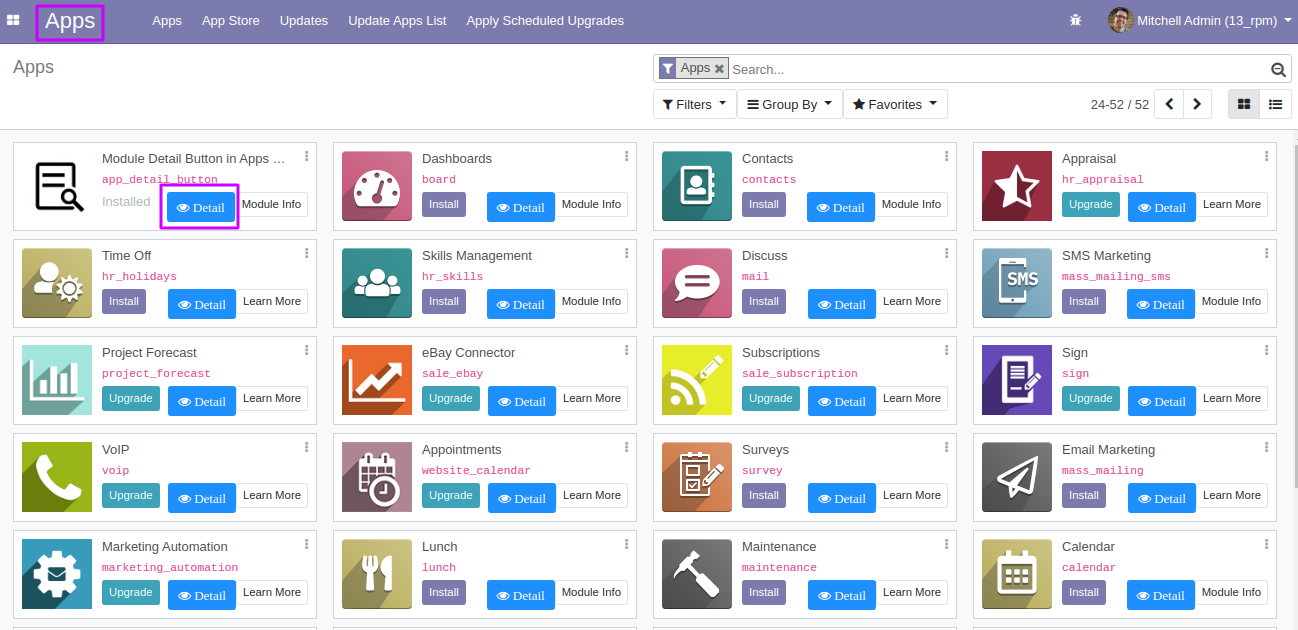 Apps Apps App Store Updates Update Apps List Apply Scheduled Upgrades Mitchell Admin (13_rpm)
Apps Apps Search...
Filters Group By Favorites 24-52 / 52
Module Detail Button in Apps ...
app_detail_button
Installed Detail Module Info
Dashboards
board
Install Detail Module Info
Contacts
contacts
Install Detail Module Info
Appraisal
hr_appraisal
Upgrade Detail Learn More
Time Off
hr_holidays
Install Detail Learn More
Skills Management
hr_skills
Install Detail Module Info
Discuss
mail
Install Detail Learn More
SMS Marketing
SMS
mass_mailing_sms
Install Detail Module Info
Project Forecast
project_forecast
Upgrade Detail Learn More
eBay Connector
sale_ebay
Upgrade Detail Learn More
Subscriptions
sale_subscription
Upgrade Detail Learn More
Sign
sign
Upgrade Detail Learn More
VoIP
voip
Upgrade Detail Learn More
Appointments
website_calendar
Upgrade Detail Learn More
Surveys
survey
Install Detail Learn More
Email Marketing
mass_mailing
Install Detail Learn More
Marketing Automation
marketing_automation
Upgrade Detail Learn More
Lunch
lunch
Install Detail Module Info
Maintenance
maintenance
Install Detail Learn More
Calendar
calendar
Install Detail Module Info